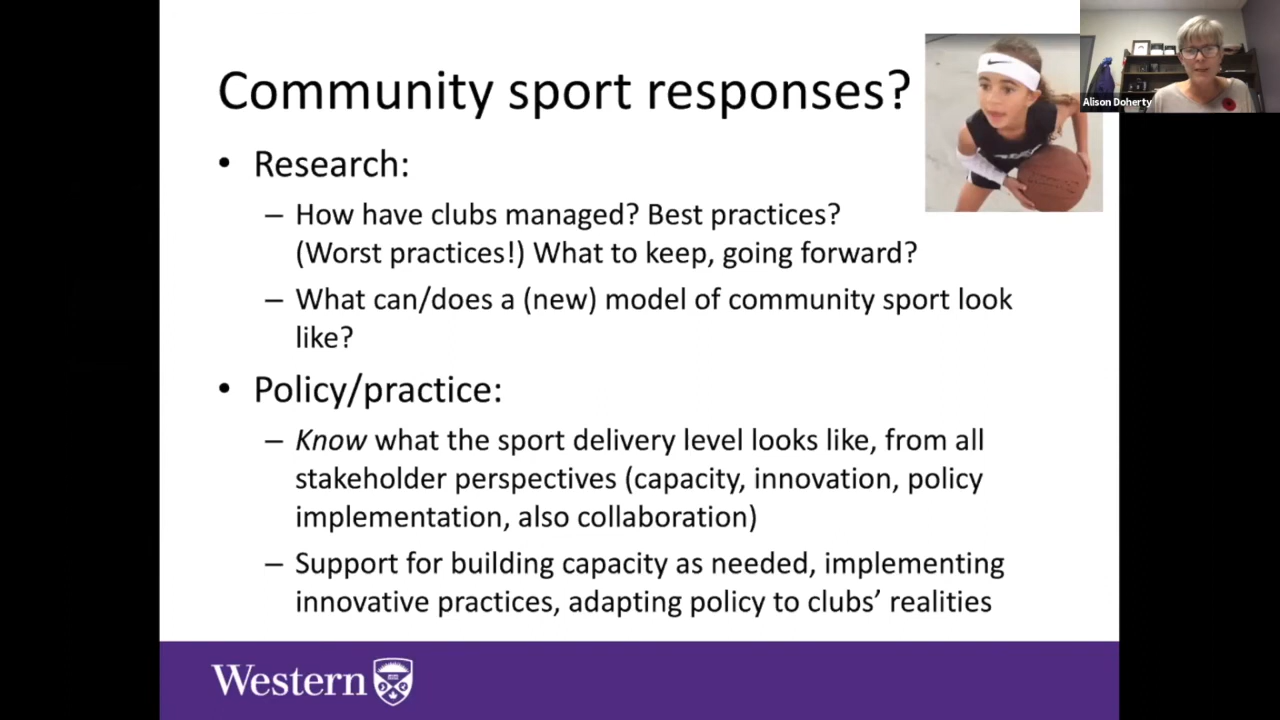 Community sport responses?
Alison Doherty
• Research:
– How have clubs managed? Best practices?
(Worst practices!) What to keep, going forward?
– What can/does a (new) model of community sport look
like?
• Policy/practice:
– Know what the sport delivery level looks like, from all
stakeholder perspectives (capacity, innovation, policy
implementation, also collaboration)
– Support for building capacity as needed, implementing
innovative practices, adapting policy to clubs’ realities
Western